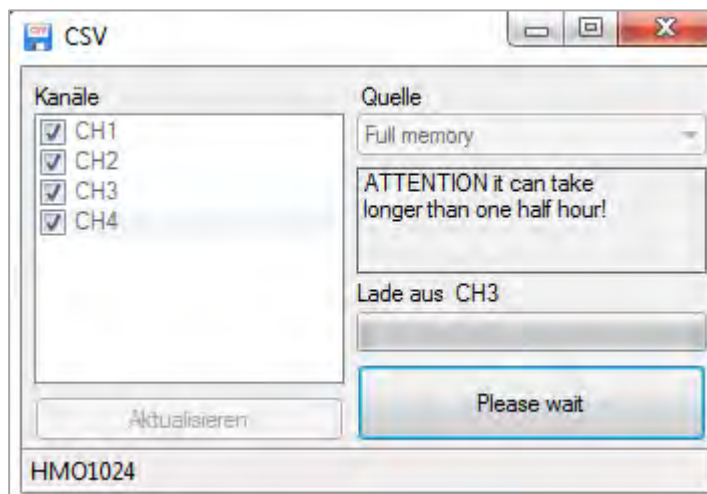 CSV
Kanäle
CH1
CH2
CH3
CH4
Aktualisieren
Quelle
Full memory
ATTENTION it can take
longer than one half hour!
Lade aus CH3
Please wait
HMO1024